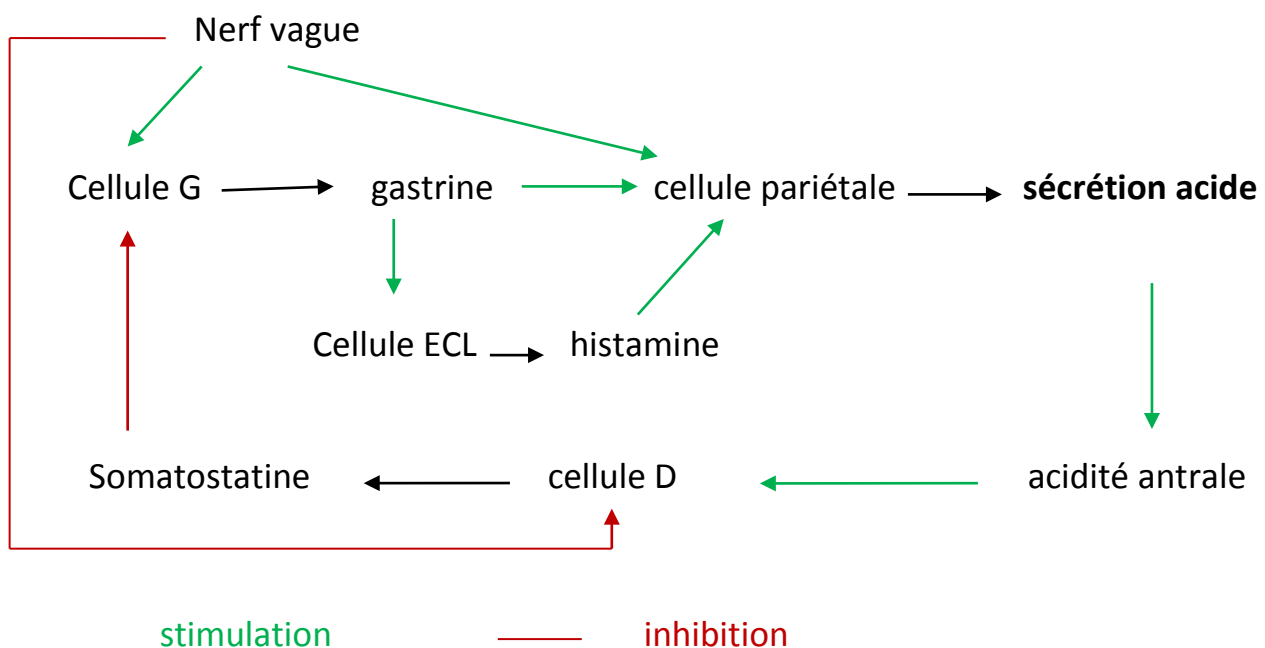 Nerf vague
Cellule G gastrine cellule pariétale sécrétion acide
Cellule ECL histamine
Somatostatine cellule D acidité antrale
stimulation inhibition